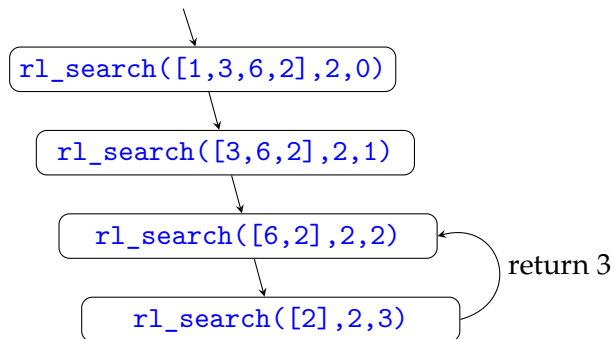 rl_search([1,3,6,2],2,0)
rl_search([3,6,2],2,1)
rl_search([6,2],2,2)
return 3
rl_search([2],2,3)